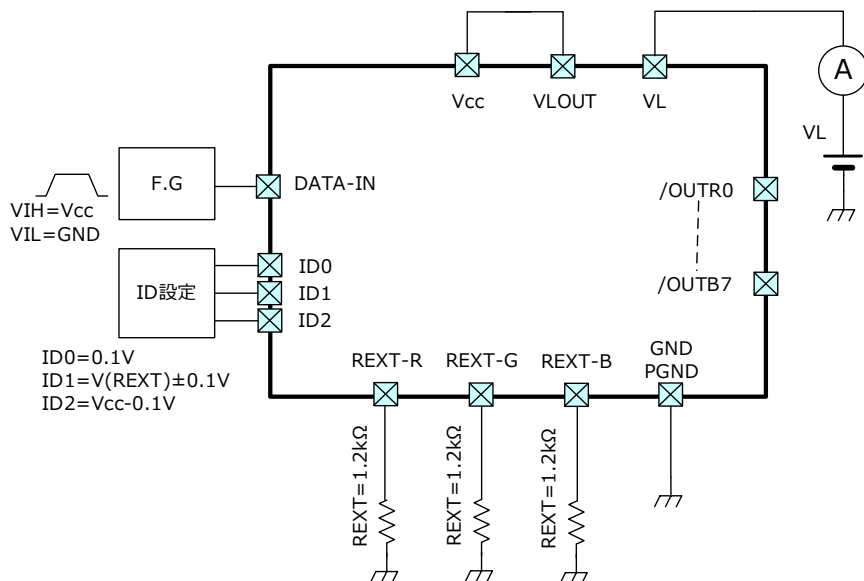 A
Vcc
VLOUT
VL
VL
F.G
DATA-IN
/OUTR0
VIH=Vcc
VIL=GND
ID設定
ID0
ID1
ID2
/OUTB7
ID0=0.1V
ID1=V(REXT)±0.1V
ID2=Vcc-0.1V
REXT-R
REXT-G
REXT-B
GND
PGND
REXT=1.2kΩ
REXT=1.2kΩ
REXT=1.2kΩ